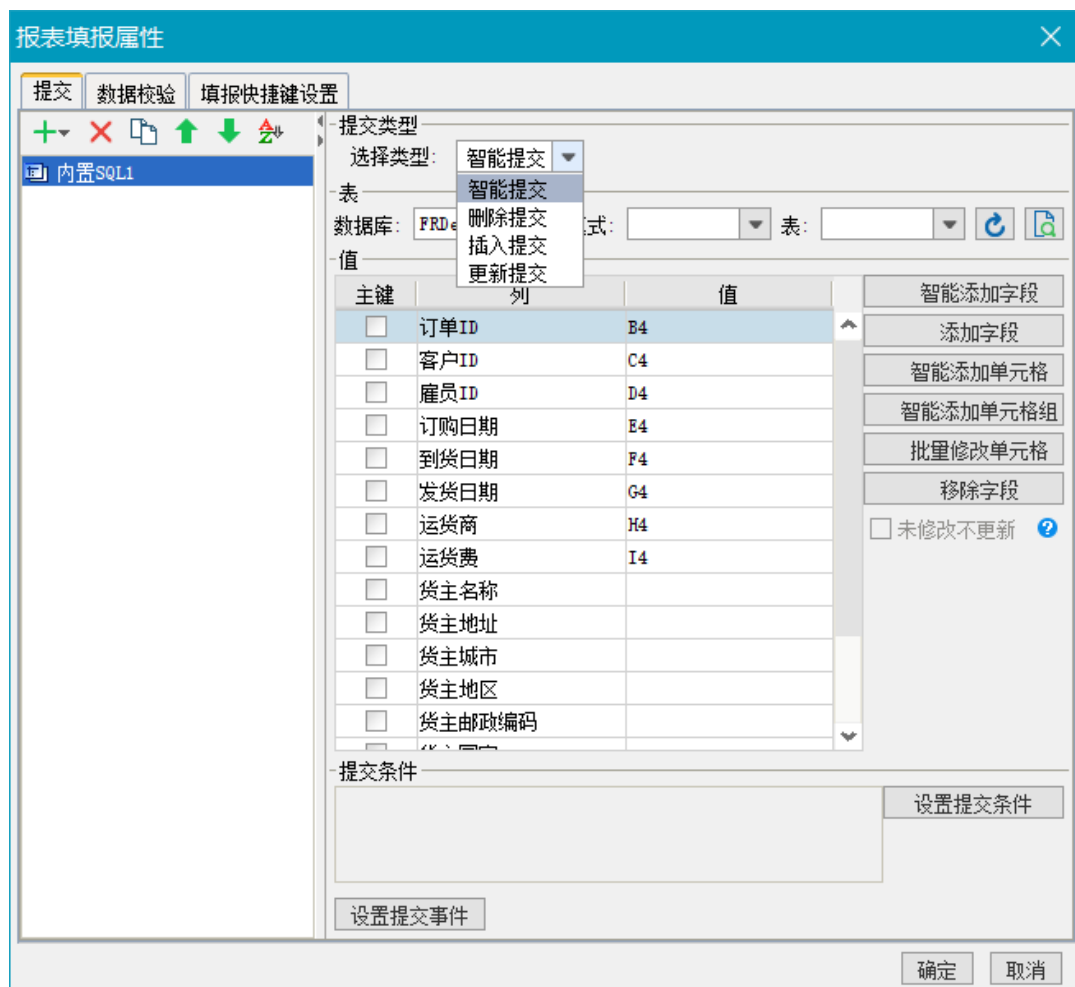 报表填报属性
提交 数据校验 填报快捷键设置
提交类型
选择类型: 智能提交
内置SQL1
智能提交
删除提交
插入提交
更新提交
表
数据库: FRDe 式: 表:
值
主键 列 值
智能添加字段
订单ID B4
添加字段
客户ID C4
智能添加单元格
雇员ID D4
智能添加单元格组
订购日期 E4
批量修改单元格
到货日期 F4
发货日期 G4
移除字段
运货商 H4
未修改不更新 ?
运货费 I4
货主名称
货主地址
货主城市
货主地区
货主邮政编码
提交条件
设置提交条件
设置提交事件
确定 取消